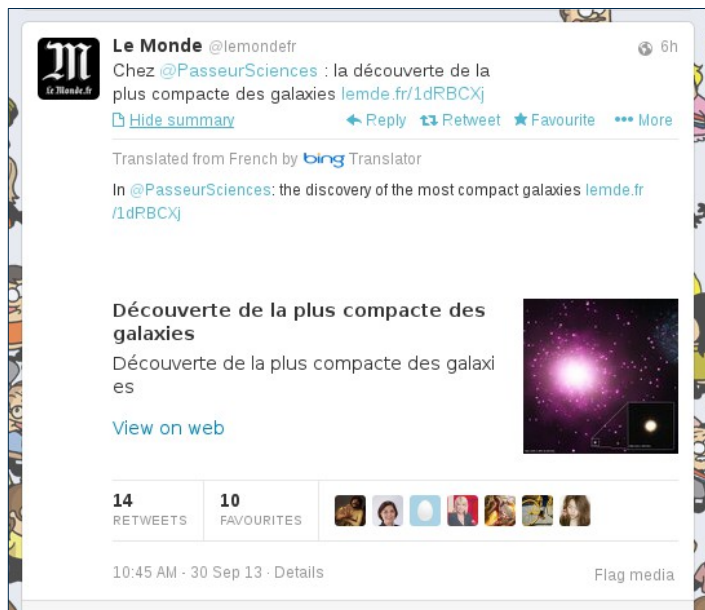 Le Monde @lemondefr 6h
M
Le Monde.fr
Chez @PasseurSciences : la découverte de la
plus compacte des galaxies lemde.fr/1dRBCXj
Hide summary Reply Retweet Favourite More
Translated from French by bing Translator
In @PasseurSciences: the discovery of the most compact galaxies lemde.fr
/1dRBCXj
Découverte de la plus compacte des
galaxies
Découverte de la plus compacte des galaxi
es
View on web
14 10
RETWEETS FAVOURITES
10:45 AM - 30 Sep 13 · Details
Flag media